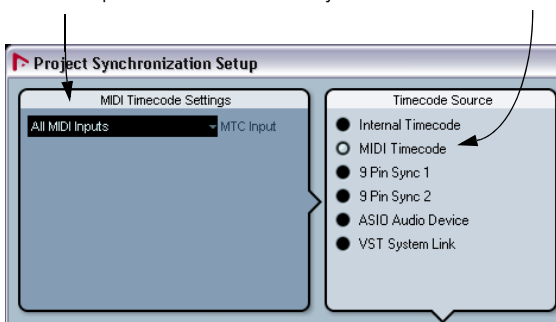 Project Synchronization Setup
MIDI Timecode Settings
All MIDI Inputs
MTC Input
Timecode Source
Internal Timecode
MIDI Timecode
9 Pin Sync 1
9 Pin Sync 2
ASIO Audio Device
VST System Link